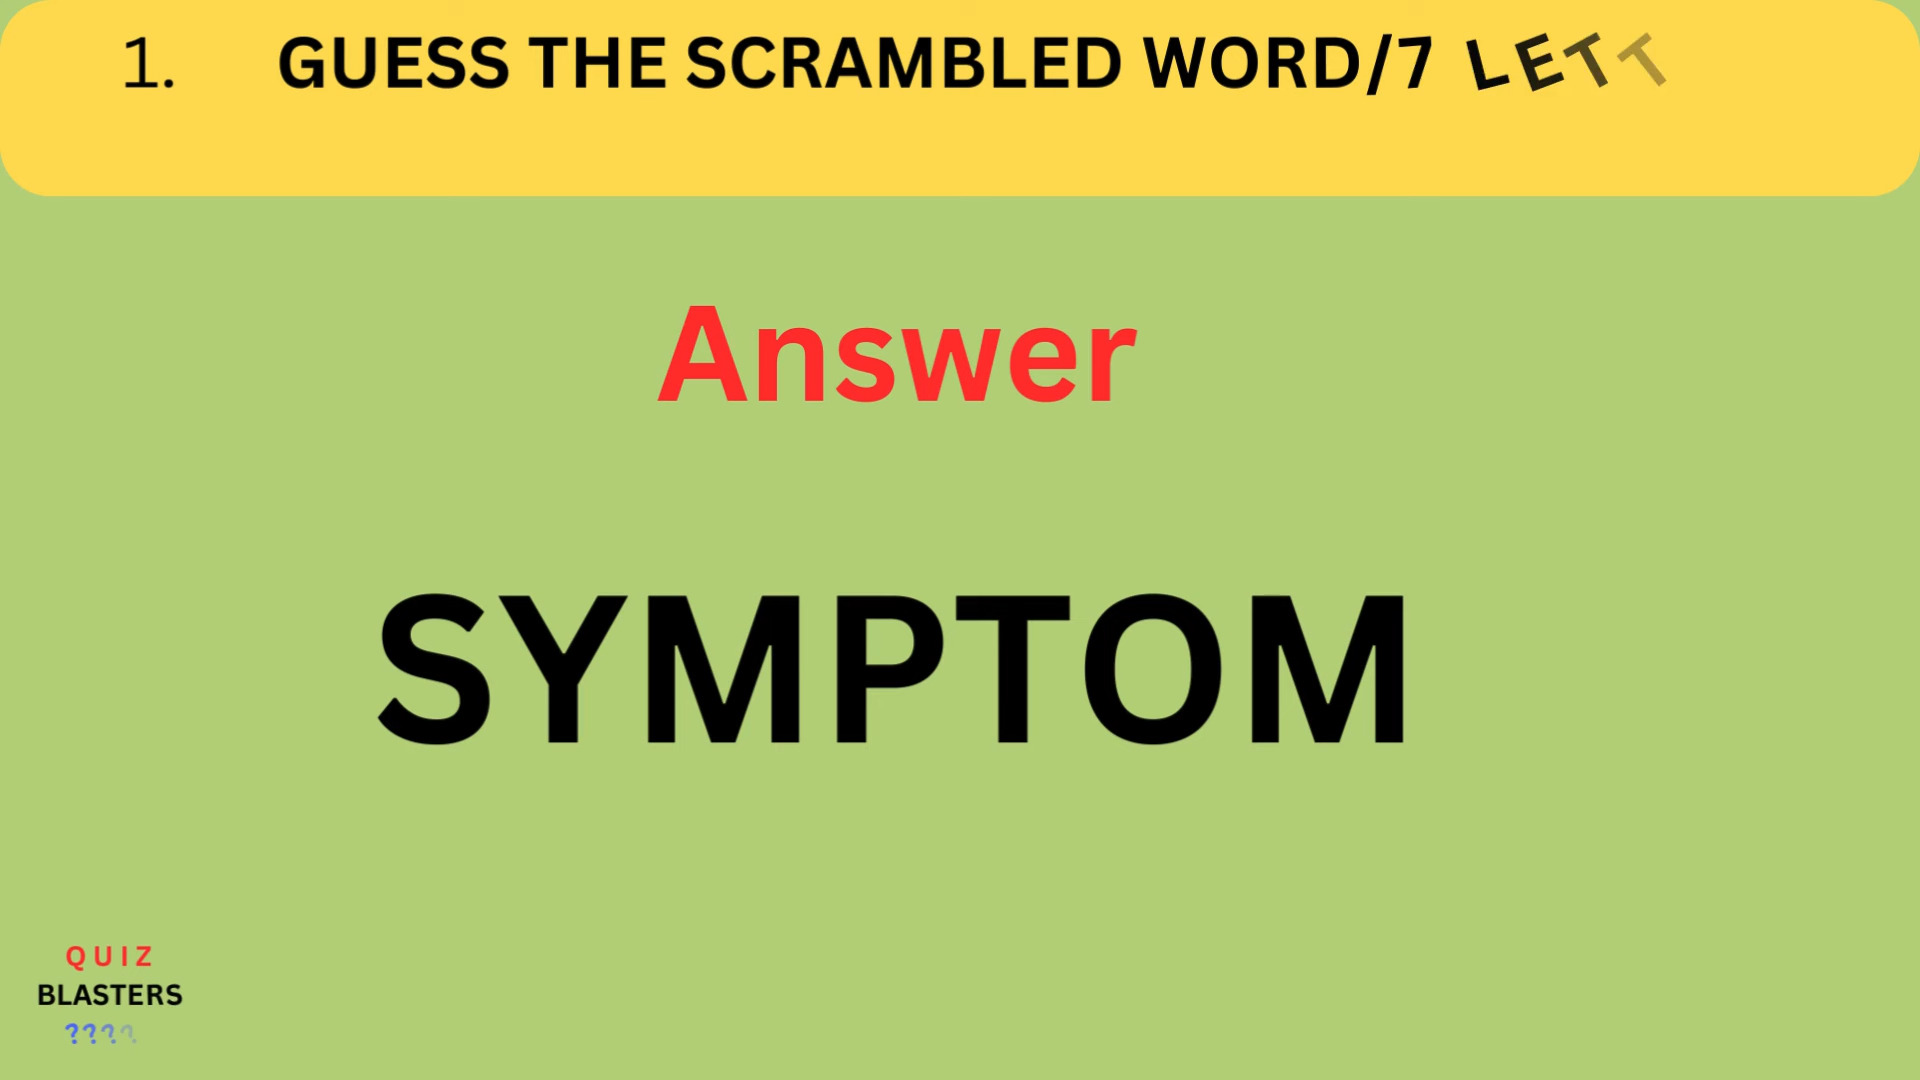 1. GUESS THE SCRAMBLED WORD/7 LETT
Answer
SYMPTOM
QUIZ
BLASTERS
????